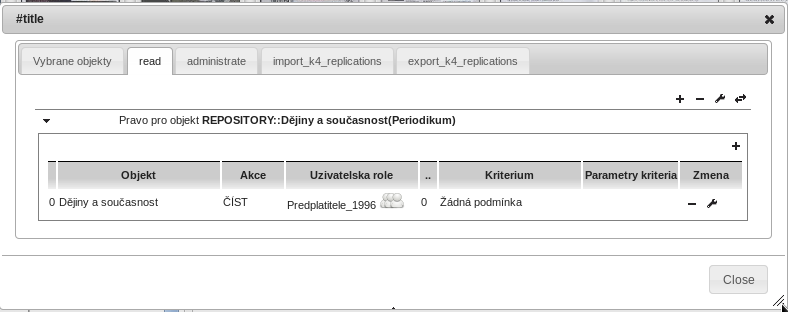 #title
Vybrane objekty read administrate import_k4_replications export_k4_replications
Pravo pro objekt REPOSITORY::Dějiny a současnost(Periodikum)
Objekt Akce Uzivatelska role .. Kriterium Parametry kriteria Zmena
0 Dějiny a současnost ČÍST Predplatitele_1996 0 Žádná podmínka
Close